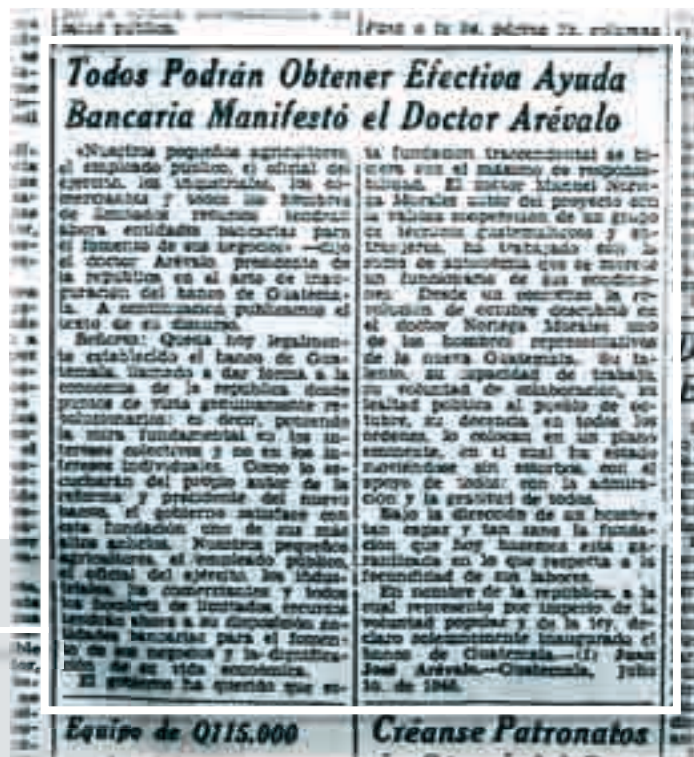 salud pública.
Todos Podrán Obtener Efectiva Ayuda
Bancaria Manifestó el Doctor Arévalo
«Nuestros pequeños agricultores,
el empleado público, el oficial del
ejército, los industriales, los co-
merciantes y todos los hombres
de limitados recursos tendrán
ahora entidades bancarias para
el fomento de sus negocios» —dijo
el doctor Arévalo, presidente de
la república en el acto de inau-
guración del banco de Guatema-
la. A continuación publicamos el
texto de su discurso.
Señores: Queda hoy legalmen-
te establecido el banco de Gua-
temala, llamado a dar forma a la
economía de la república desde
puntos de vista genuinamente re-
volucionarios; es decir, poniendo
la mira fundamental en los in-
tereses colectivos y no en los in-
tereses individuales. Como lo es-
cucharán del propio autor de la
reforma y presidente del nuevo
banco, el gobierno satisface con
esta fundación uno de sus más
Nuestros pequeños
agricultores, el empleado público,
el oficial del ejército, los indus-
triales, los comerciantes y todos
los hombres de limitados recursos
tendrán ahora a su disposición en-
tidades bancarias para el fomen-
to de sus negocios y la dignifica-
ción de su vida económica.
El gobierno ha querido que es-
ta fundación trascendental se hi-
ciera con el máximo de responsa-
bilidad. El doctor Manuel Norie-
ga Morales autor del proyecto con
la valiosa cooperación de un grupo
de técnicos guatemaltecos y ex-
tranjeros, ha trabajado con la
suma de autonomía que se merece
un funcionario de sus
Desde un comienzo la re-
volución de octubre descubrió en
el doctor Noriega Morales uno
de los hombres representativos
de la nueva Guatemala. Su ta-
lento, su capacidad de trabajo,
su voluntad de colaboración, su
lealtad política al pueblo de oc-
tubre, su decencia en todos los
órdenes, lo colocan en un plano
eminente, en el cual ha estado
moviéndose sin estorbos, con el
apoyo de todos, con la admira-
ción y la gratitud de todos.
Bajo la dirección de un hombre
tan capaz y tan sano la funda-
ción que hoy hacemos está ga-
rantizada en lo que respecta a la
fecundidad de sus labores.
En nombre de la república, a la
cual represento por imperio de la
voluntad popular y de la ley, de-
claro solemnemente inaugurado el
banco de Guatemala.—(f) Juan
José Arévalo.—Guatemala, julio
1o. de 1946.
Equipo de Q115.000
Créanse Patronatos